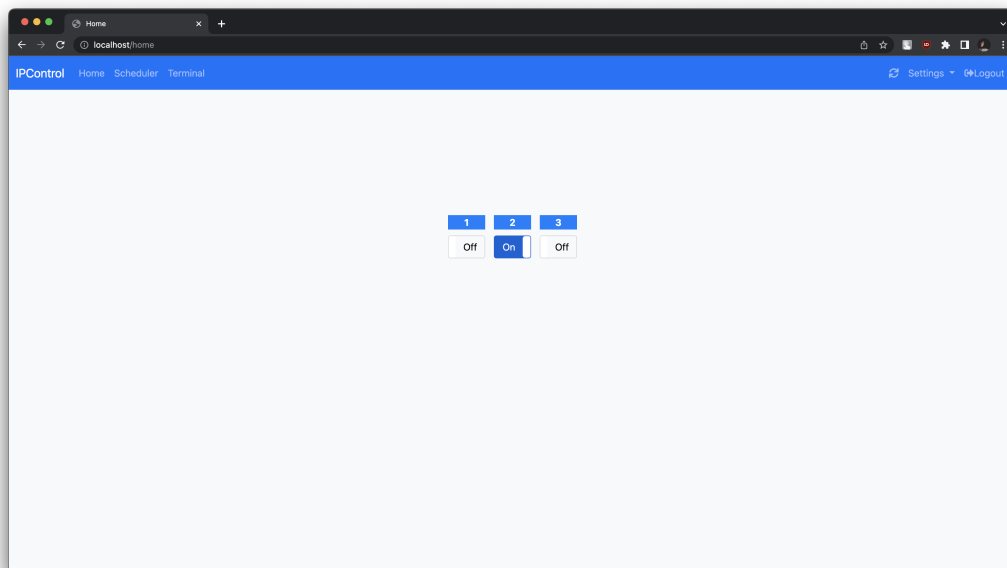 Home
localhost/home
IPControl Home Scheduler Terminal Settings Logout
1 2 3
Off On Off